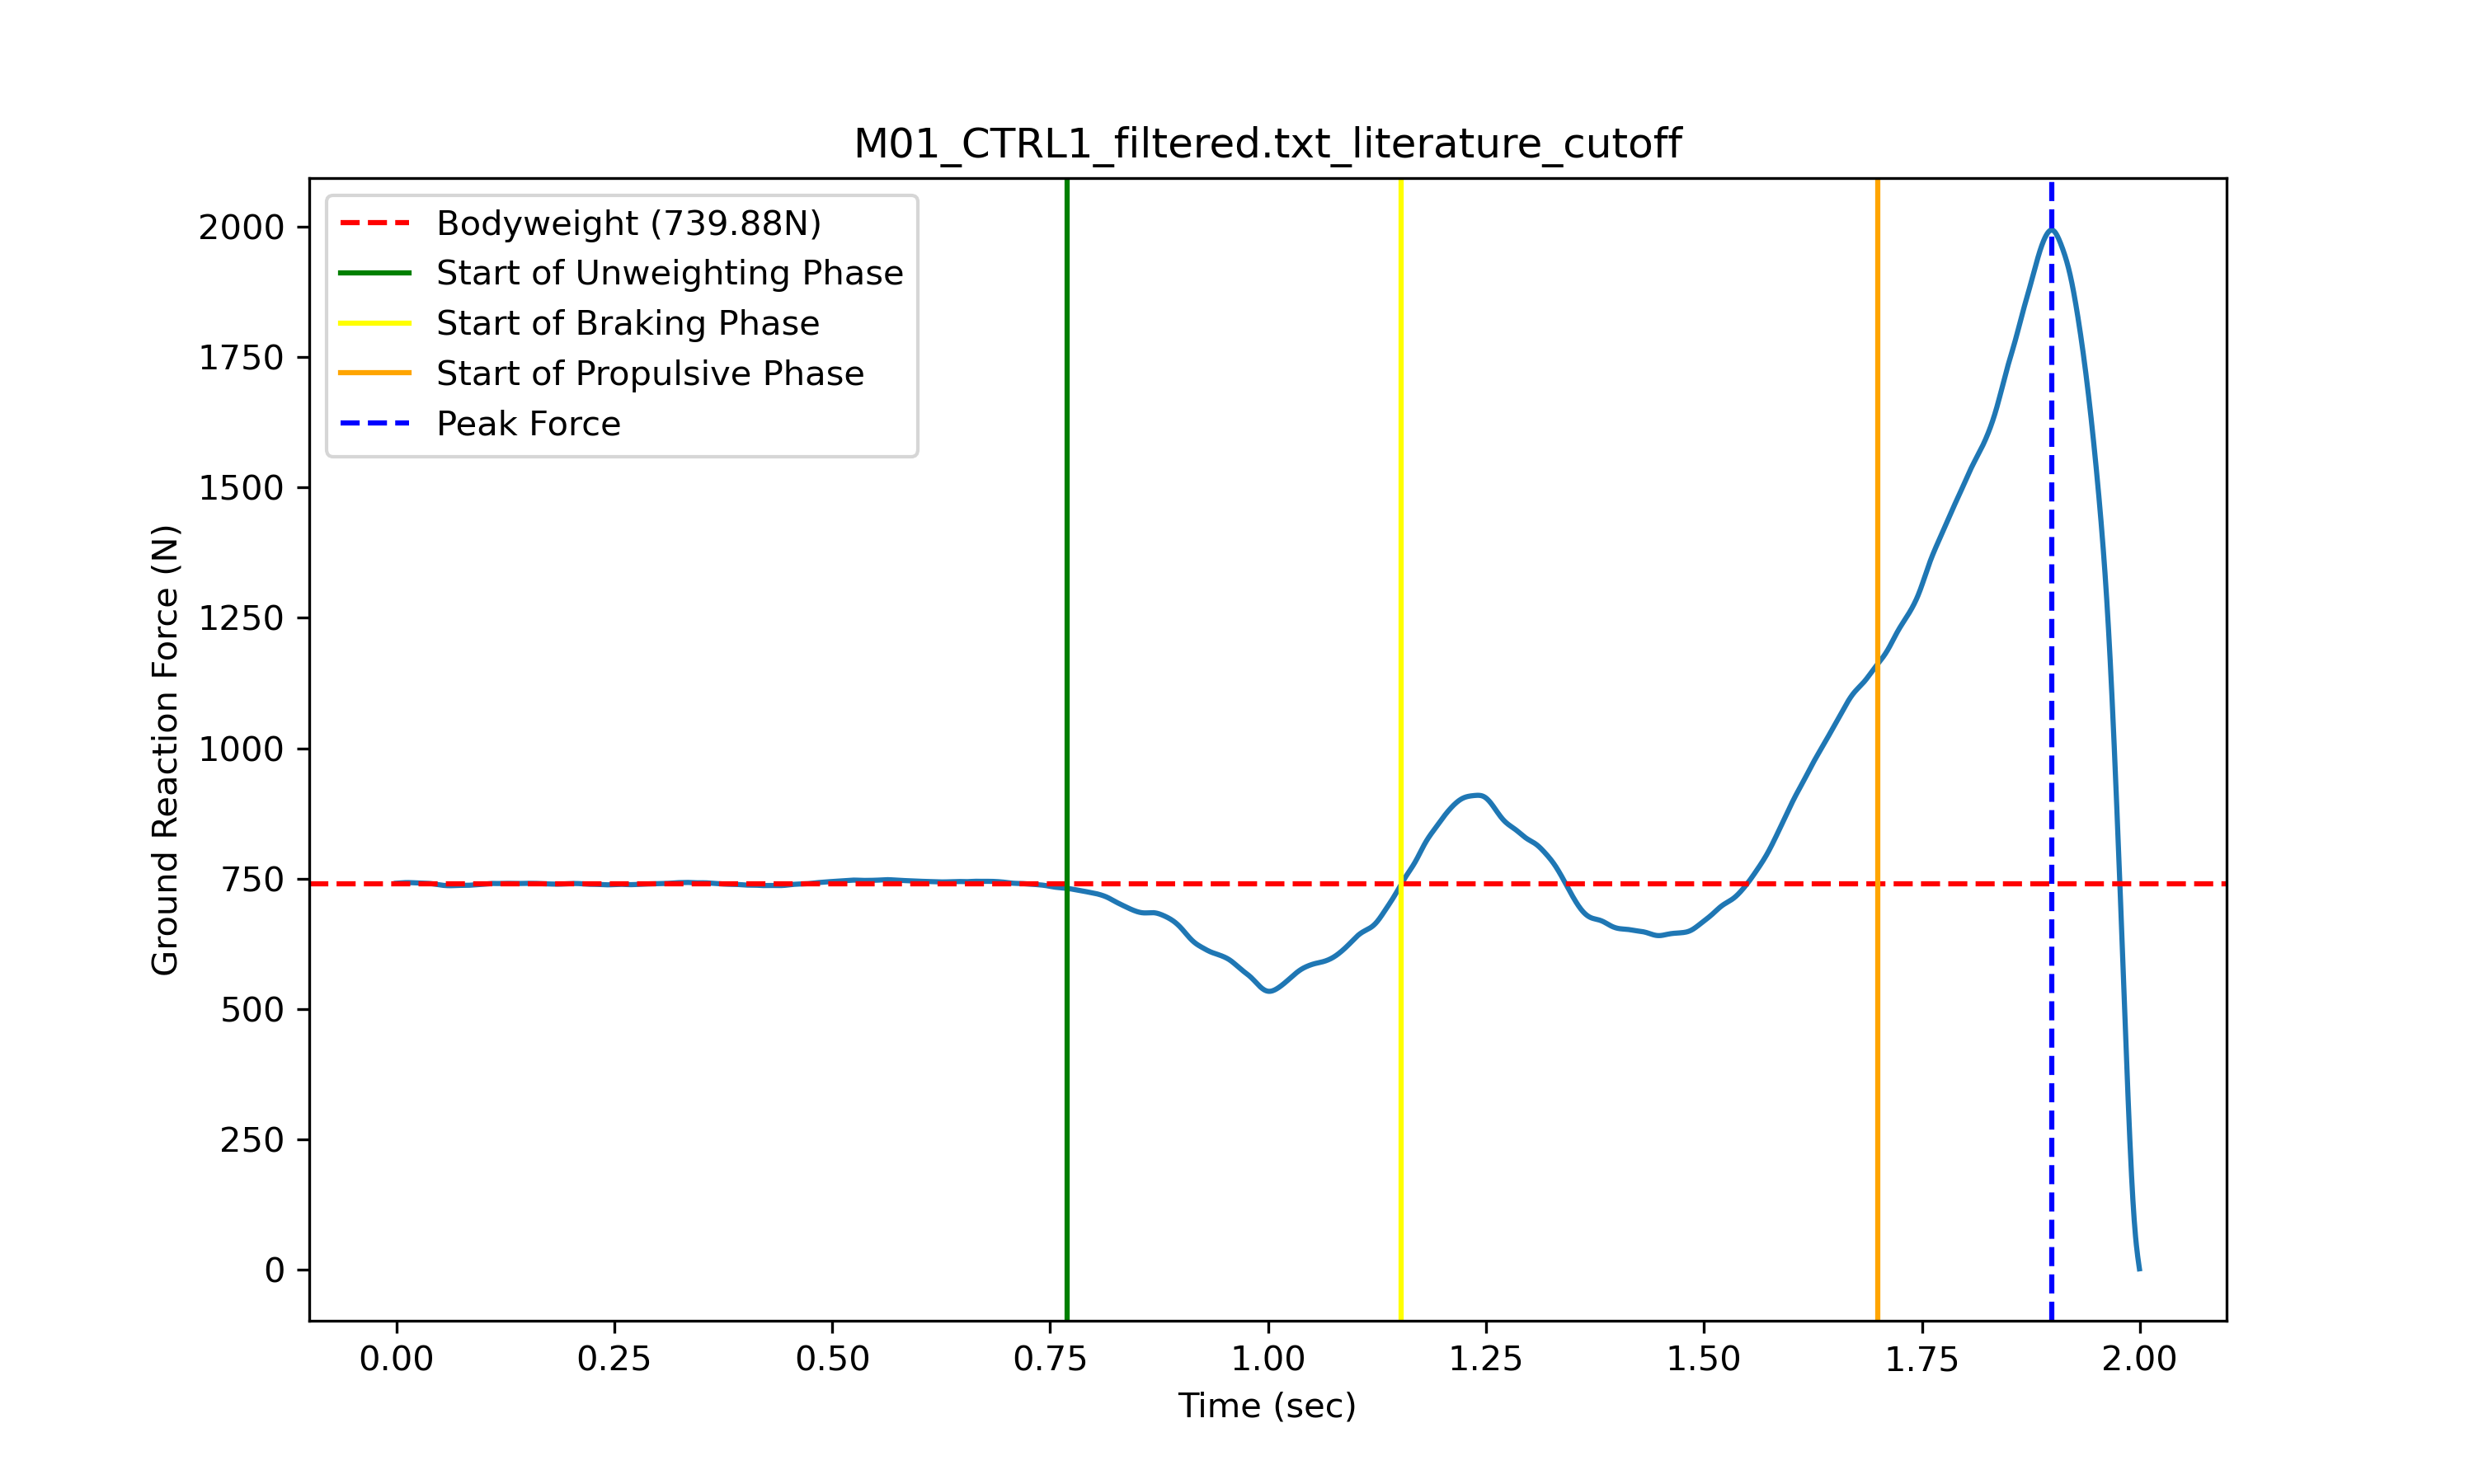 M01_CTRL1_filtered.txt_literature_cutoff
Bodyweight (739.88N)
Start of Unweighting Phase
Start of Braking Phase
Start of Propulsive Phase
Peak Force
Ground Reaction Force (N)
2000
1750
1500
1250
1000
750
500
250
0
0.00 0.25 0.50 0.75 1.00 1.25 1.50 1.75 2.00
Time (sec)